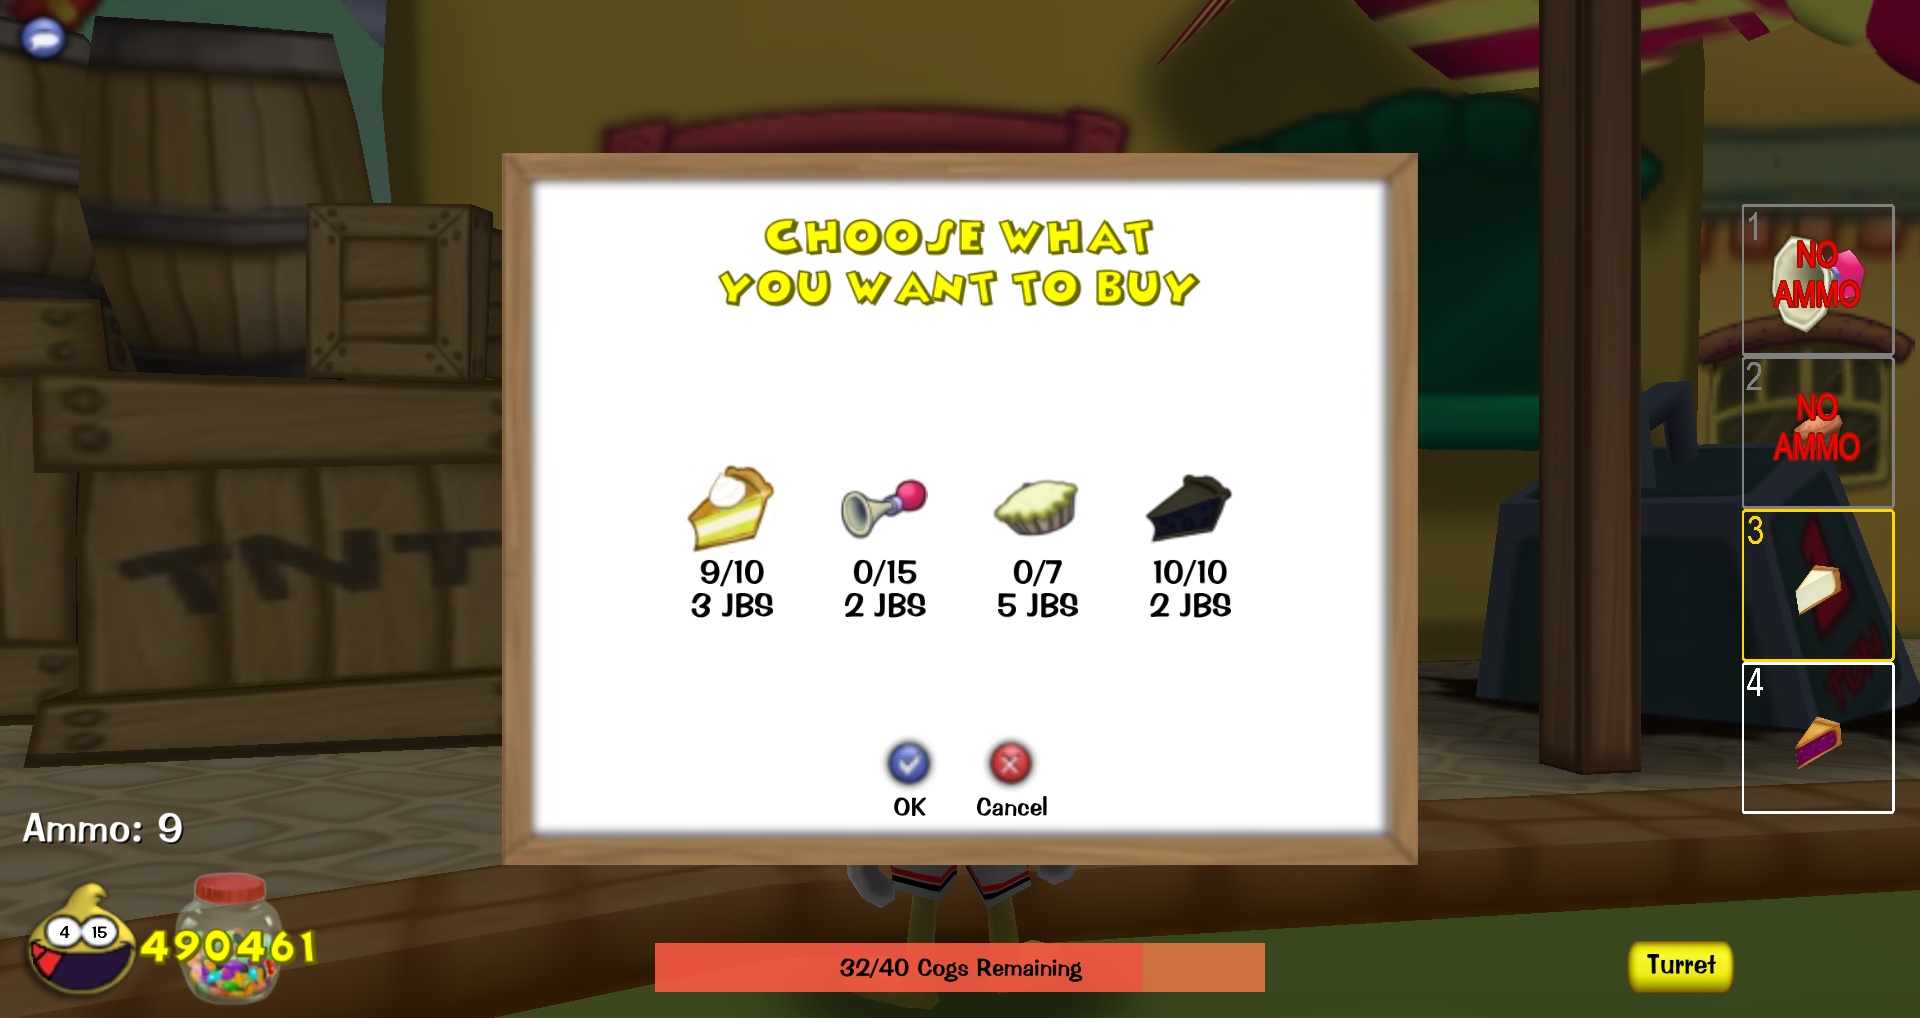 CHOOSE WHAT
YOU WANT TO BUY
9/10
3 JBS
0/15
2 JBS
0/7
5 JBS
10/10
2 JBS
OK
Cancel
1
NO
AMMO
2
NO
AMMO
3
4
TNT
TON
Ammo: 9
4 15
490461
32/40 Cogs Remaining
Turret